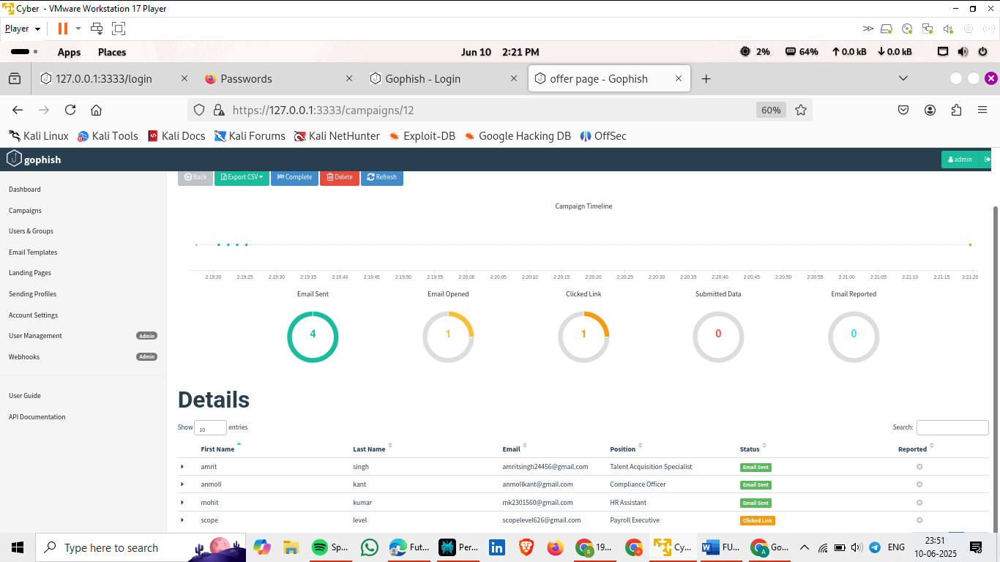 Cyber - VMware Workstation 17 Player
Player
Apps Places Jun 10 2:21 PM 2% 64% 0.0 kB 0.0 kB
127.0.0.1:3333/login Passwords Gophish - Login offer page - Gophish
https://127.0.0.1:3333/campaigns/12 60%
Kali Linux Kali Tools Kali Docs Kali Forums Kali NetHunter Exploit-DB Google Hacking DB OffSec
gophish admin
Back Export CSV Complete Delete Refresh
Dashboard
Campaigns
Users & Groups
Email Templates
Landing Pages
Sending Profiles
Account Settings
User Management Admin
Webhooks Admin
User Guide
API Documentation
Campaign Timeline
2:19:20 2:19:25 2:19:30 2:19:35 2:19:40 2:19:45 2:19:50 2:19:55 2:20:00 2:20:05 2:20:10 2:20:15 2:20:20 2:20:25 2:20:30 2:20:35 2:20:40 2:20:45 2:20:50 2:20:55 2:21:00 2:21:05 2:21:10 2:21:15 2:21:20
Email Sent Email Opened Clicked Link Submitted Data Email Reported
4 1 1 0 0
Details
Show 10 entries Search:
First Name Last Name Email Position Status Reported
amrit singh amritsingh24456@gmail.com Talent Acquisition Specialist Email Sent
anmoll kant anmollkant@gmail.com Compliance Officer Email Sent
mohit kumar mk2301560@gmail.com HR Assistant Email Sent
scope level scopelevel626@gmail.com Payroll Executive Clicked Link
Type here to search Sp... Fut... Per... 19... Cy... FU... Go... ENG 23:51
10-06-2025